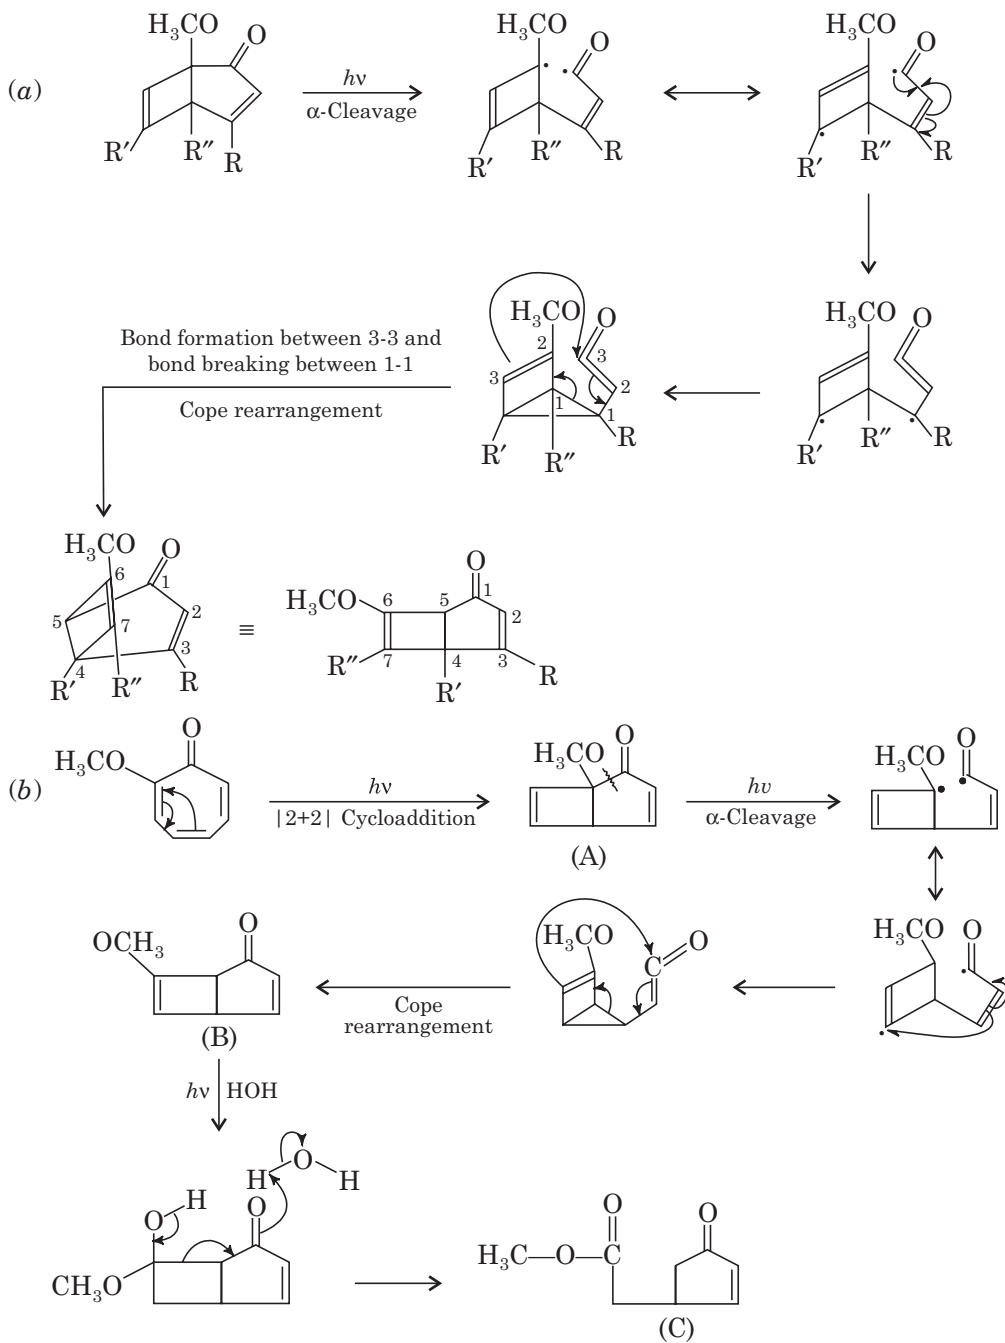 (a)
H₃CO O
R′ R″ R
hν
α-Cleavage
H₃CO O
R′ R″ R
H₃CO O
R′ R″ R
Bond formation between 3-3 and
bond breaking between 1-1
Cope rearrangement
H₃CO O
2 3
3 2
1 1
R′ R″ R
H₃CO O
R′ R″ R
H₃CO O
6 1
5 7 2
4 3
R′ R″ R
≡
O
H₃CO 6 5 1
2
R″ 7 4 3 R
R′
(b)
H₃CO O
hν
|2+2| Cycloaddition
H₃CO O
(A)
hν
α-Cleavage
H₃CO O
OCH₃ O
(B)
Cope
rearrangement
H₃CO C O
H₃CO O
hν HOH
H O H
O H O
CH₃O
O O
H₃C—O—C
(C)